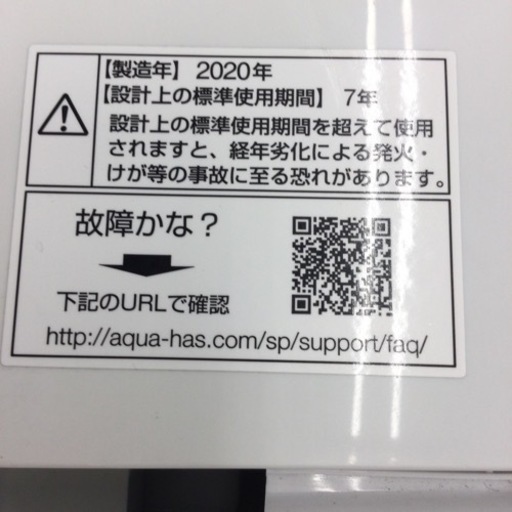 【製造年】 2020年
【設計上の標準使用期間】 7年
設計上の標準使用期間を超えて使用
されますと、経年劣化による発火・
けが等の事故に至る恐れがあります。
故障かな？
下記のURLで確認
http://aqua-has.com/sp/support/faq/